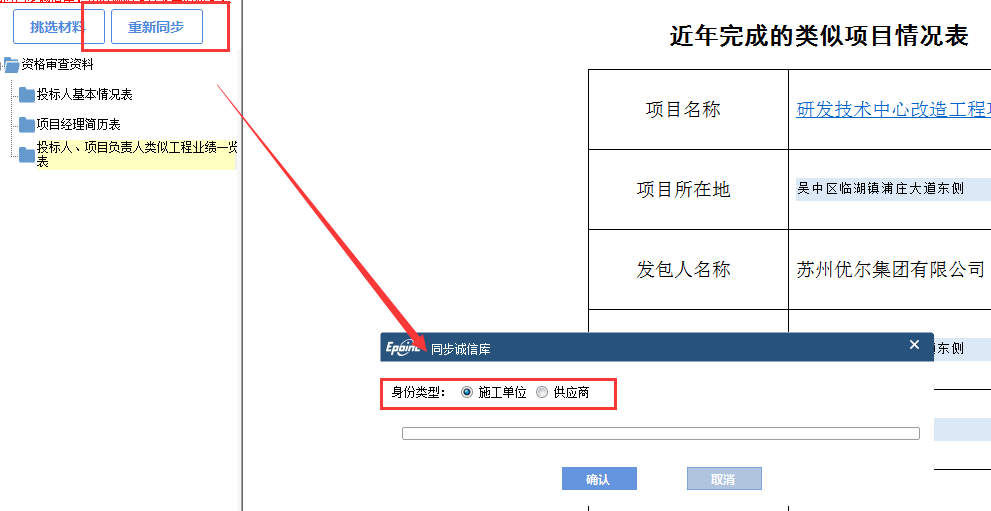 挑选材料
重新同步
资格审查资料
投标人基本情况表
项目经理简历表
投标人、项目负责人类似工程业绩一览
表
近年完成的类似项目情况表
项目名称
研发技术中心改造工程
项目所在地
吴中区临湖镇浦庄大道东侧
发包人名称
苏州优尔集团有限公司
东侧
同步诚信库
身份类型：
施工单位
供应商
确认
取消